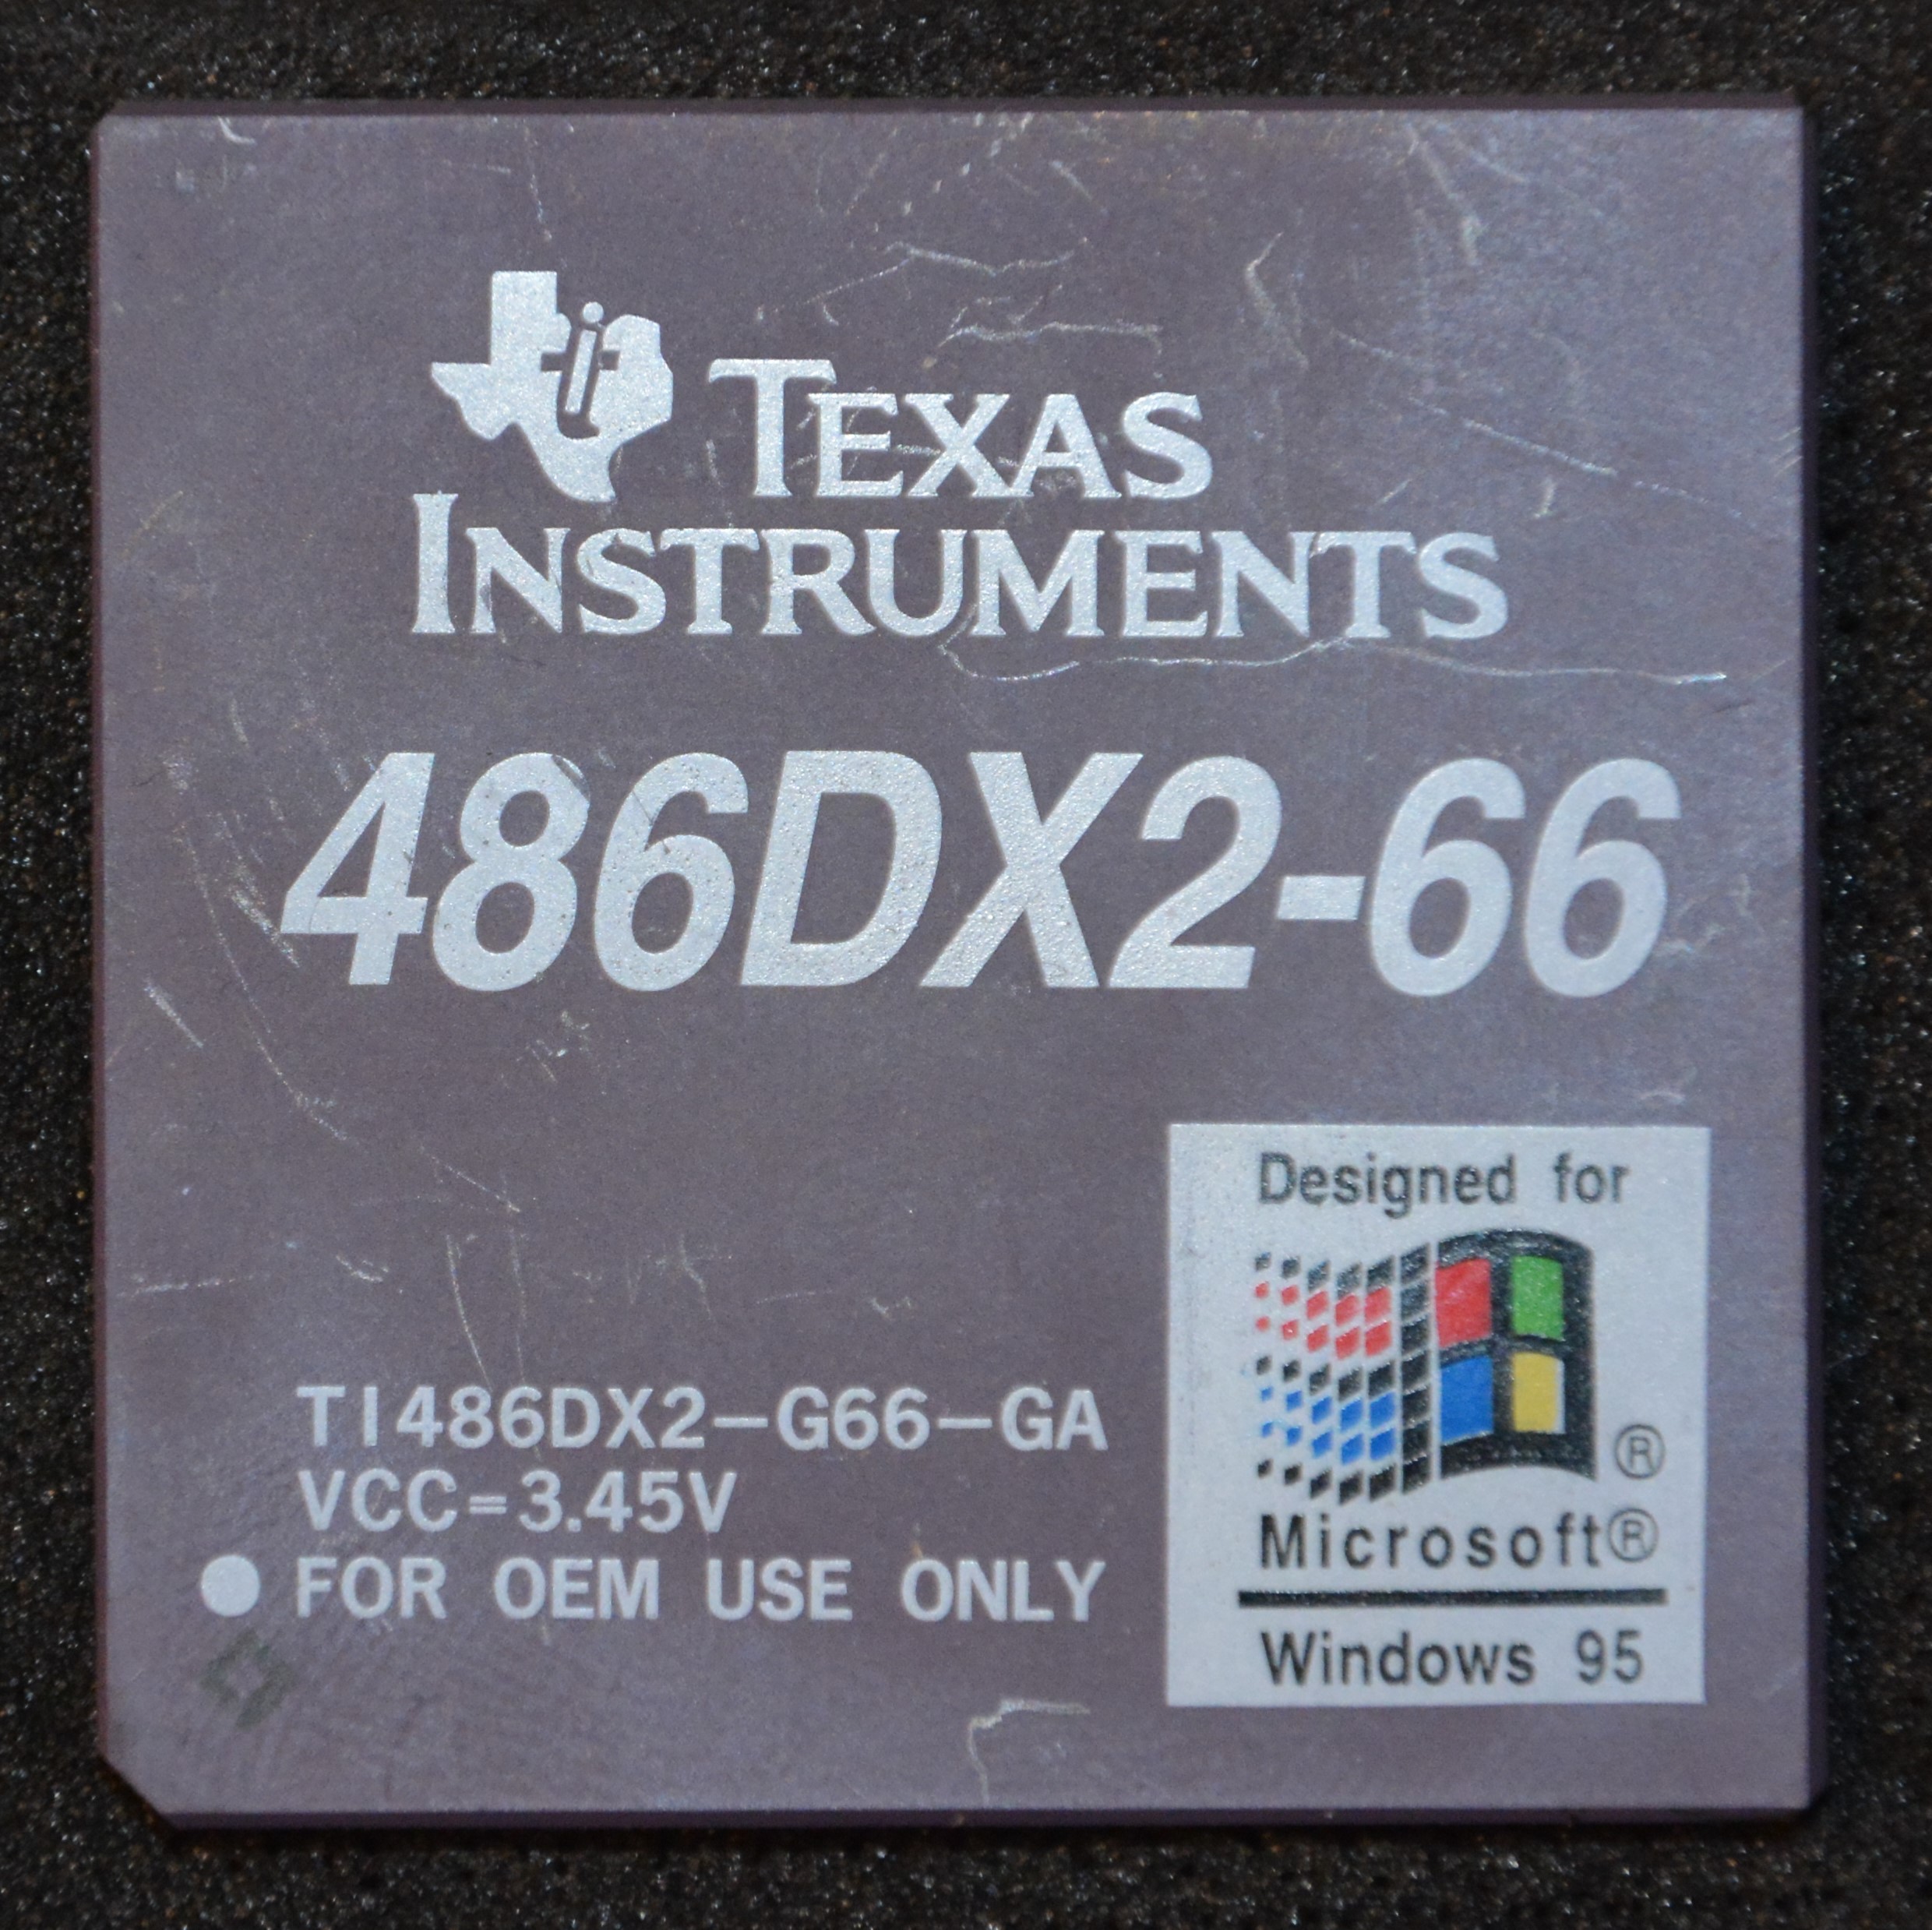 TEXAS
INSTRUMENTS
486DX2-66
TI486DX2-G66-GA
VCC=3.45V
FOR OEM USE ONLY
Designed for
®
Microsoft®
Windows 95